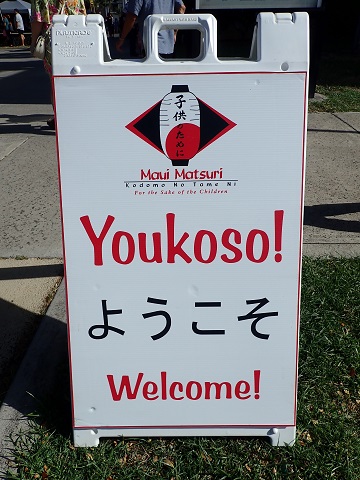 子供
のために
Maui Matsuri
Kodomo No Tame Ni
For the Sake of the Children
Youkoso!
ようこそ
Welcome!